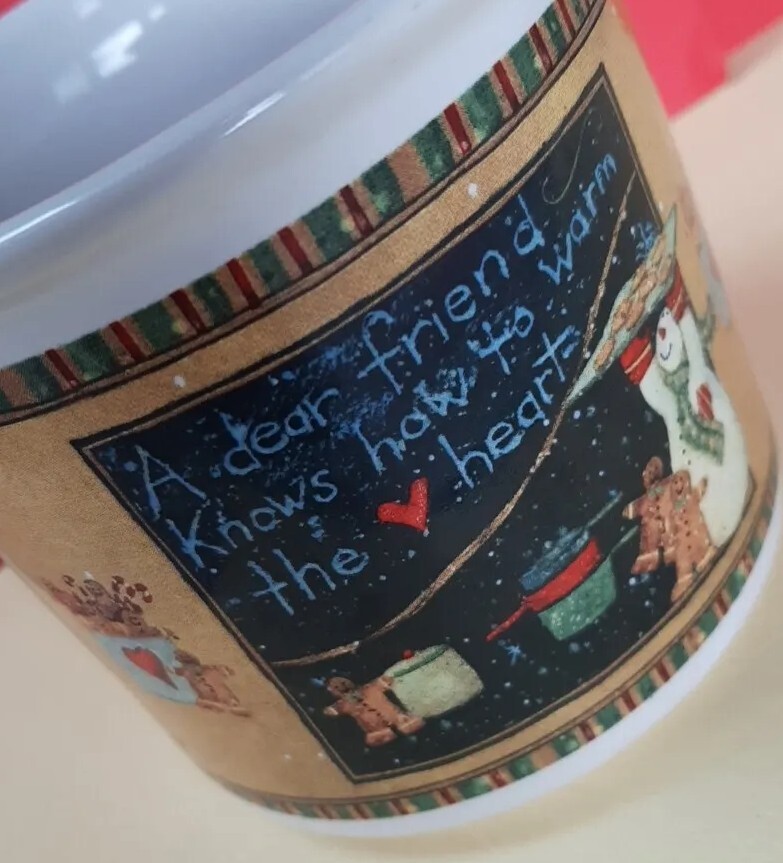 A dear friend
Knows how to warm
the heart